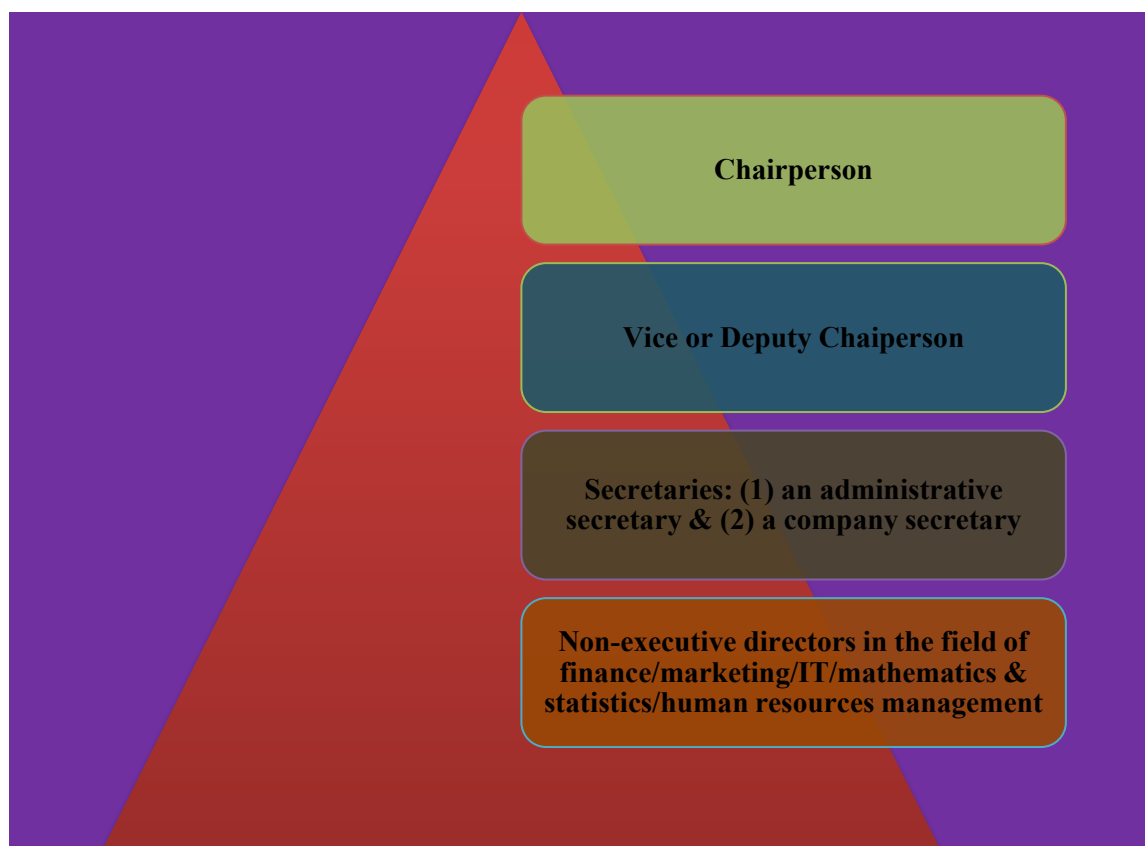 Chairperson
Vice or Deputy Chaiperson
Secretaries: (1) an administrative
secretary & (2) a company secretary
Non-executive directors in the field of
finance/marketing/IT/mathematics &
statistics/human resources management